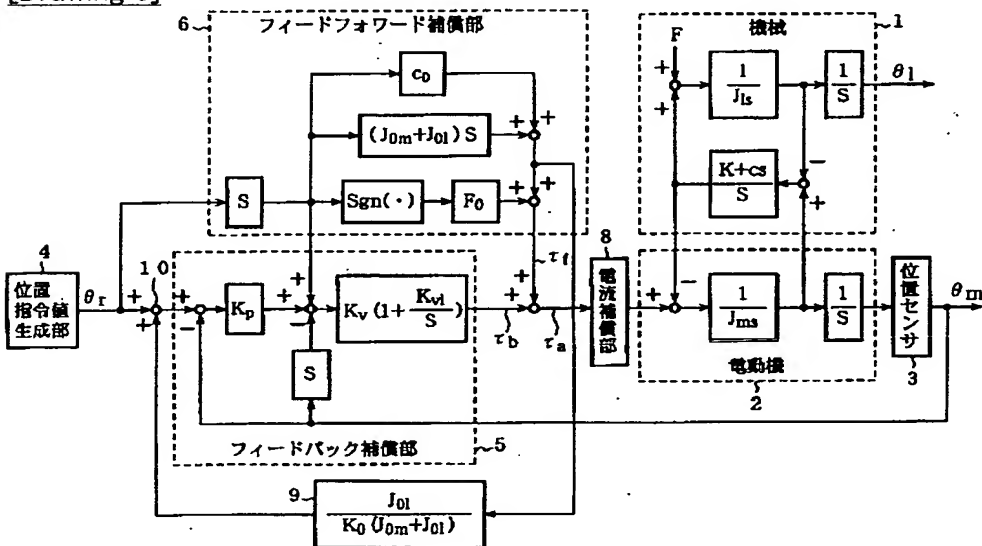 6
フィードフォワード補償部
c₀
(J₀ₘ+J₀ₗ)S
S
Sgn(・)
F₀
+
+
+
+
τf
機械
1
F
+
+
1
Jls
1
S
θl
K+cs
S
−
+
4
位置
指令値
生成部
θr
10
+
+
+
−
Kp
+
+
−
Kv(1+Kvi/S)
S
τb
+
+
τa
フィードバック補償部
5
8
電流補償部
+
−
1
Jms
1
S
電動機
2
位置センサ
3
θm
9
J₀ₗ
K₀(J₀ₘ+J₀ₗ)